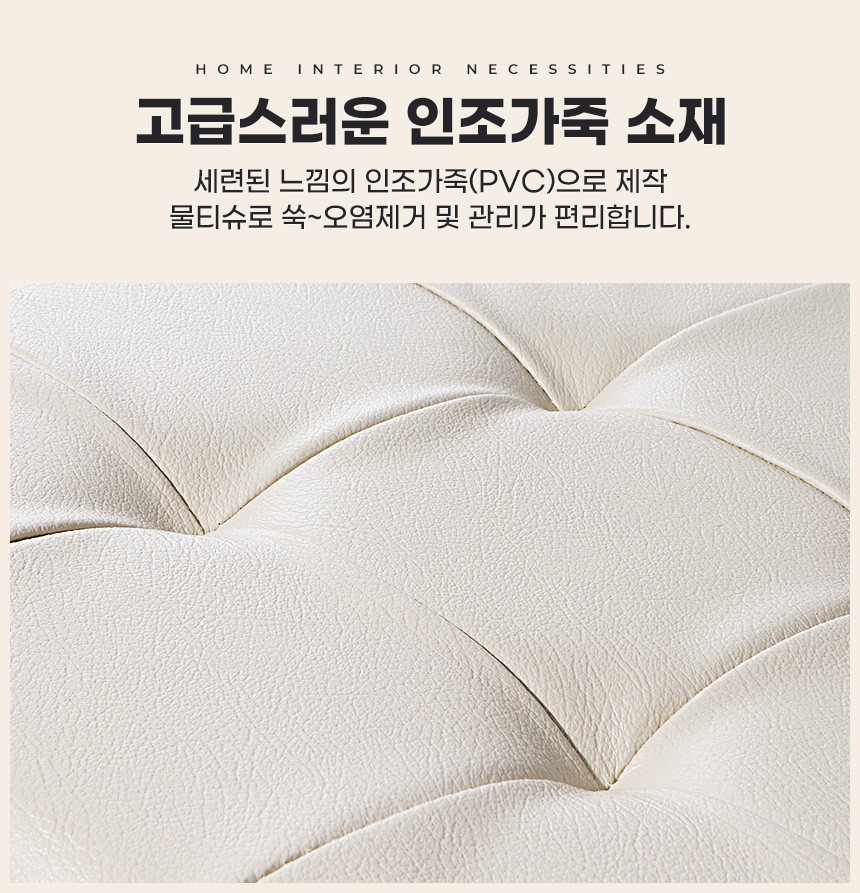 HOME INTERIOR NECESSITIES
고급스러운 인조가죽 소재
세련된 느낌의 인조가죽(PVC)으로 제작
물티슈로 쑥~오염제거 및 관리가 편리합니다.